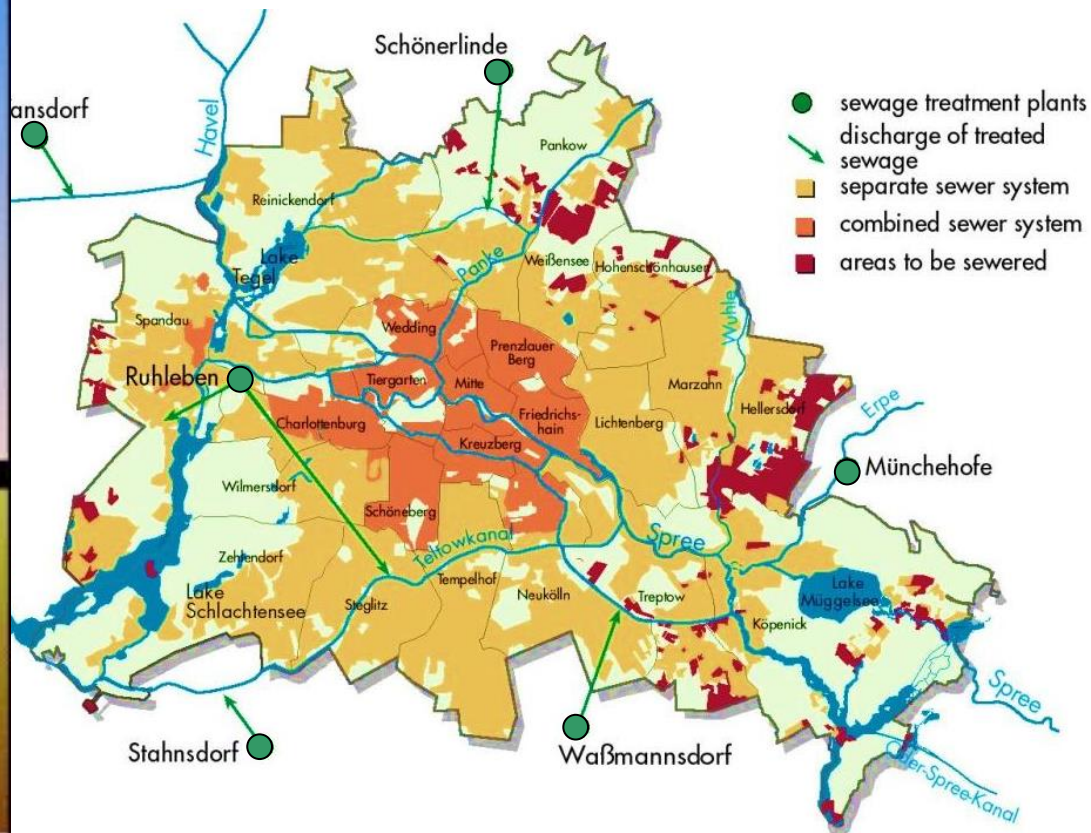 Schönerlinde
ansdorf
Havel
Pankow
Reinickendorf
Lake
Tegel
Panke
Weißensee
Hohenschönhausen
Wuhle
Spandau
Wedding
Prenzlauer
Berg
Ruhleben
Tiergarten
Mitte
Marzahn
Hellersdorf
Erpe
Charlottenburg
Friedrichs-
hain
Lichtenberg
Kreuzberg
Münchehofe
Wilmersdorf
Schöneberg
Teltowkanal
Spree
Zehlendorf
Lake
Schlachtensee
Steglitz
Tempelhof
Neukölln
Treptow
Lake
Müggelsee
Köpenick
Spree
Stahnsdorf
Waßmannsdorf
Oder-Spree-Kanal
sewage treatment plants
discharge of treated
sewage
separate sewer system
combined sewer system
areas to be sewered